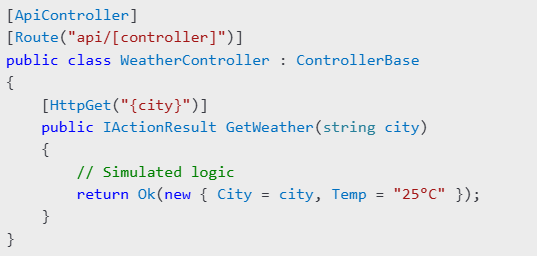 [ApiController]
[Route("api/[controller]")]
public class WeatherController : ControllerBase
{
    [HttpGet("{city}")]
    public IActionResult GetWeather(string city)
    {
        // Simulated logic
        return Ok(new { City = city, Temp = "25°C" });
    }
}